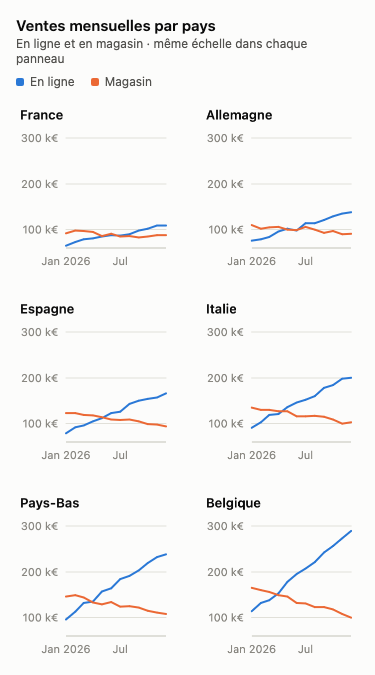 Ventes mensuelles par pays
En ligne et en magasin · même échelle dans chaque
panneau
En ligne
Magasin
France
300 k€
200 k€
100 k€
Jan 2026
Jul
Allemagne
300 k€
200 k€
100 k€
Jan 2026
Jul
Espagne
300 k€
200 k€
100 k€
Jan 2026
Jul
Italie
300 k€
200 k€
100 k€
Jan 2026
Jul
Pays-Bas
300 k€
200 k€
100 k€
Jan 2026
Jul
Belgique
300 k€
200 k€
100 k€
Jan 2026
Jul